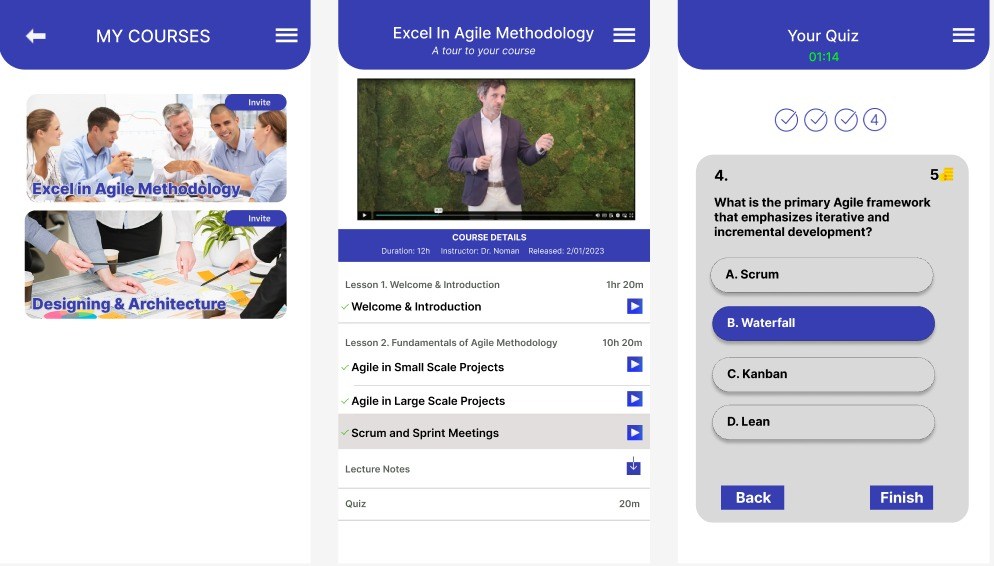 MY COURSES
Invite
Excel in Agile Methodology
Invite
Designing & Architecture
Excel In Agile Methodology
A tour to your course
COURSE DETAILS
Duration: 12h Instructor: Dr. Noman Released: 2/01/2023
Lesson 1. Welcome & Introduction 1hr 20m
Welcome & Introduction
Lesson 2. Fundamentals of Agile Methodology 10h 20m
Agile in Small Scale Projects
Agile in Large Scale Projects
Scrum and Sprint Meetings
Lecture Notes
Quiz 20m
Your Quiz
01:14
4
4. 5
What is the primary Agile framework
that emphasizes iterative and
incremental development?
A. Scrum
B. Waterfall
C. Kanban
D. Lean
Back Finish